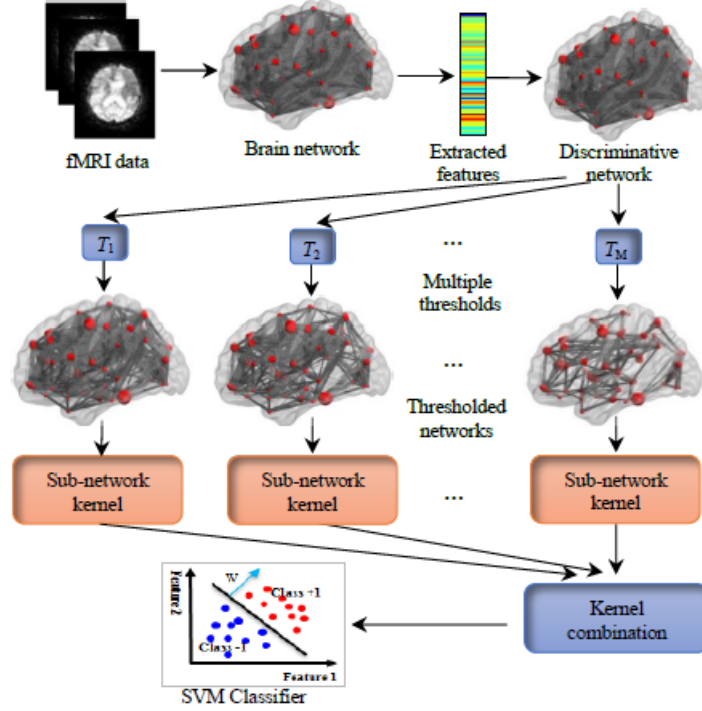 fMRI data
Brain network
Extracted
features
Discriminative
network
T1
T2
...
TM
Multiple
thresholds
...
Thresholded
networks
Sub-network
kernel
Sub-network
kernel
...
Sub-network
kernel
Feature 2
W
Class +1
Class -1
Feature 1
SVM Classifier
Kernel
combination